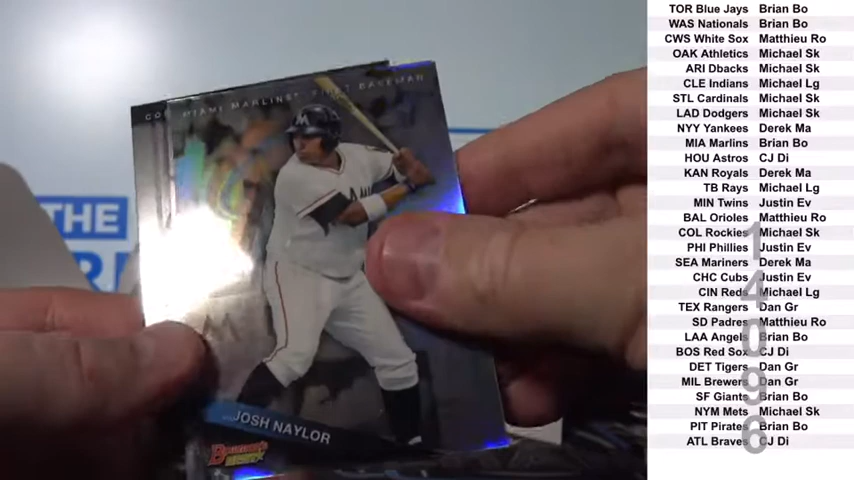 MIAMI MARLINS® FIRST BASEMAN
JOSH NAYLOR
BOWMAN'S
BEST
THE
TOR Blue Jays Brian Bo
WAS Nationals Brian Bo
CWS White Sox Matthieu Ro
OAK Athletics Michael Sk
ARI Dbacks Michael Sk
CLE Indians Michael Lg
STL Cardinals Michael Sk
LAD Dodgers Michael Sk
NYY Yankees Derek Ma
MIA Marlins Brian Bo
HOU Astros CJ Di
KAN Royals Derek Ma
TB Rays Michael Lg
MIN Twins Justin Ev
BAL Orioles Matthieu Ro
COL Rockies Michael Sk
PHI Phillies Justin Ev
SEA Mariners Derek Ma
CHC Cubs Justin Ev
CIN Reds Michael Lg
TEX Rangers Dan Gr
SD Padres Matthieu Ro
LAA Angels Brian Bo
BOS Red Sox CJ Di
DET Tigers Dan Gr
MIL Brewers Dan Gr
SF Giants Brian Bo
NYM Mets Michael Sk
PIT Pirates Brian Bo
ATL Braves CJ Di
14096